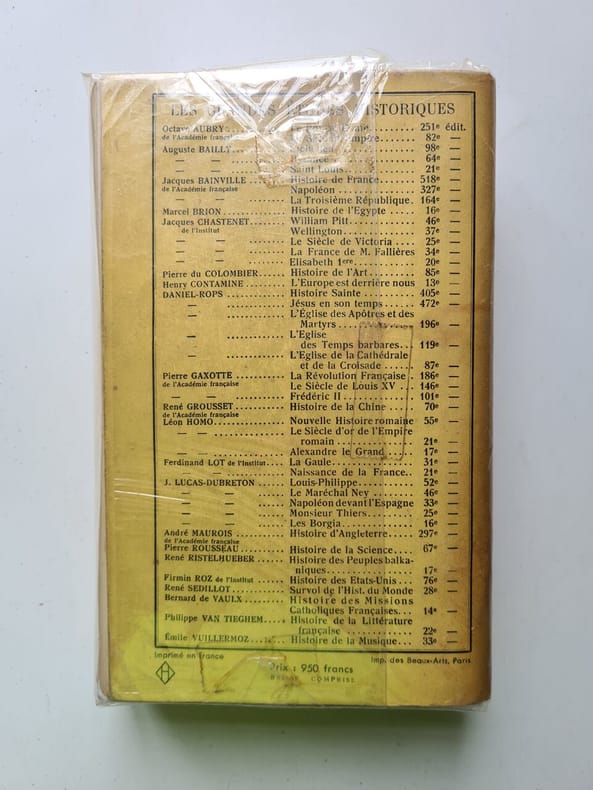 LES GRANDES ÉTUDES HISTORIQUES
Octave AUBRY......... Le Second Empire........ 251e édit.
de l'Académie française 82e —
Auguste BAILLY....... 98e —
— — ....... 64e —
— — ....... Saint Louis........ 21e —
Jacques BAINVILLE....... Histoire de France....... 518e —
de l'Académie française Napoléon........ 327e —
— — ....... La Troisième République. 164e —
Marcel BRION........... Histoire de l'Egypte.... 16e —
Jacques CHASTENET....... William Pitt........ 46e —
de l'Institut Wellington........ 37e —
— — ....... Le Siècle de Victoria .... 25e —
— — ....... La France de M. Fallières 34e —
— — ....... Elisabeth 1ere........ 20e —
Pierre du COLOMBIER..... Histoire de l'Art........ 85e —
Henry CONTAMINE ....... L'Europe est derrière nous 13e —
DANIEL-ROPS ........... Histoire Sainte ........ 405e —
— ........... Jésus en son temps ...... 472e —
— ........... L'Église des Apôtres et des
Martyrs ............ 196e —
— ........... L'Eglise
des Temps barbares.. 119e —
— ........... L'Eglise de la Cathédrale
et de la Croisade .... 87e —
Pierre GAXOTTE ....... La Révolution Française . 186e —
de l'Académie française Le Siècle de Louis XV ... 146e —
— — ....... Frédéric II ............ 101e —
René GROUSSET......... Histoire de la Chine .... 70e —
de l'Académie française
Léon HOMO............. Nouvelle Histoire romaine 55e —
— — ............. Le Siècle d'or de l'Empire
romain ............ 21e —
— — ............. Alexandre le Grand..... 17e —
Ferdinand LOT de l'Institut.... La Gaule............ 31e —
— — ....... Naissance de la France.. 21e —
J. LUCAS-DUBRETON ...... Louis-Philippe........ 52e —
— — ...... Le Maréchal Ney ........ 46e —
— — ...... Napoléon devant l'Espagne 33e —
— — ...... Monsieur Thiers........ 25e —
— — ...... Les Borgia............ 16e —
André MAUROIS ......... Histoire d'Angleterre.... 297e —
de l'Académie française
Pierre ROUSSEAU....... Histoire de la Science.... 67e —
René RISTELHUEBER ..... Histoire des Peuples balka-
niques............ 17e —
Firmin ROZ de l'Institut ...... Histoire des Etats-Unis ... 76e —
René SEDILLOT ......... Survol de l'Hist. du Monde 28e —
Bernard de VAULX ...... Histoire des Missions
Catholiques Françaises... 14e —
Philippe VAN TIEGHEM.... Histoire de la Littérature
française ............ 22e —
Émile VUILLERMOZ ...... Histoire de la Musique... 33e —
Imprimé en France
Imp. des Beaux-Arts, Paris
H
Prix : 950 francs
BAISSE COMPRISE